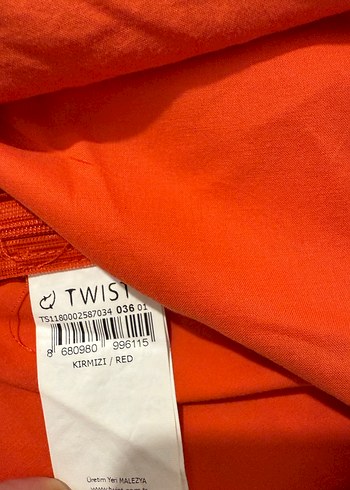 TWIST
TS1180002587034 036 01
8 680980 996115
KIRMIZI / RED
Üretim Yeri MALEZYA